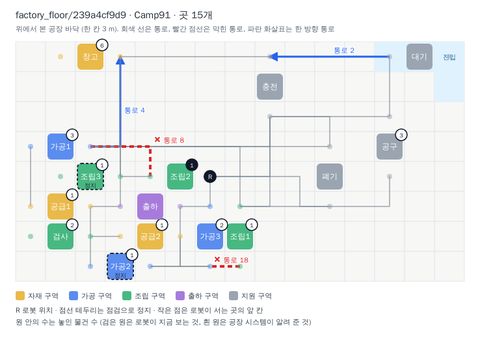 factory_floor/239a4cf9d9 · Camp91 · 곳 15개
위에서 본 공장 바닥 (한 칸 3 m). 회색 선은 통로, 빨간 점선은 막힌 통로, 파란 화살표는 한 방향 통로
창고 6
통로 2
대기
진입
충전
통로 4
가공1 3
통로 8
공구 3
조립3 1
정지
조립2 1
R
폐기
공급1 1
출하
검사 2
공급2 1
가공3 2
조립1 1
가공2 1
정지
통로 18
자재 구역
가공 구역
조립 구역
출하 구역
지원 구역
R 로봇 위치 · 점선 테두리는 점검으로 정지 · 작은 점은 로봇이 서는 곳의 앞 칸
원 안의 수는 놓인 물건 수 (검은 원은 로봇이 지금 보는 것, 흰 원은 공장 시스템이 알려 준 것)